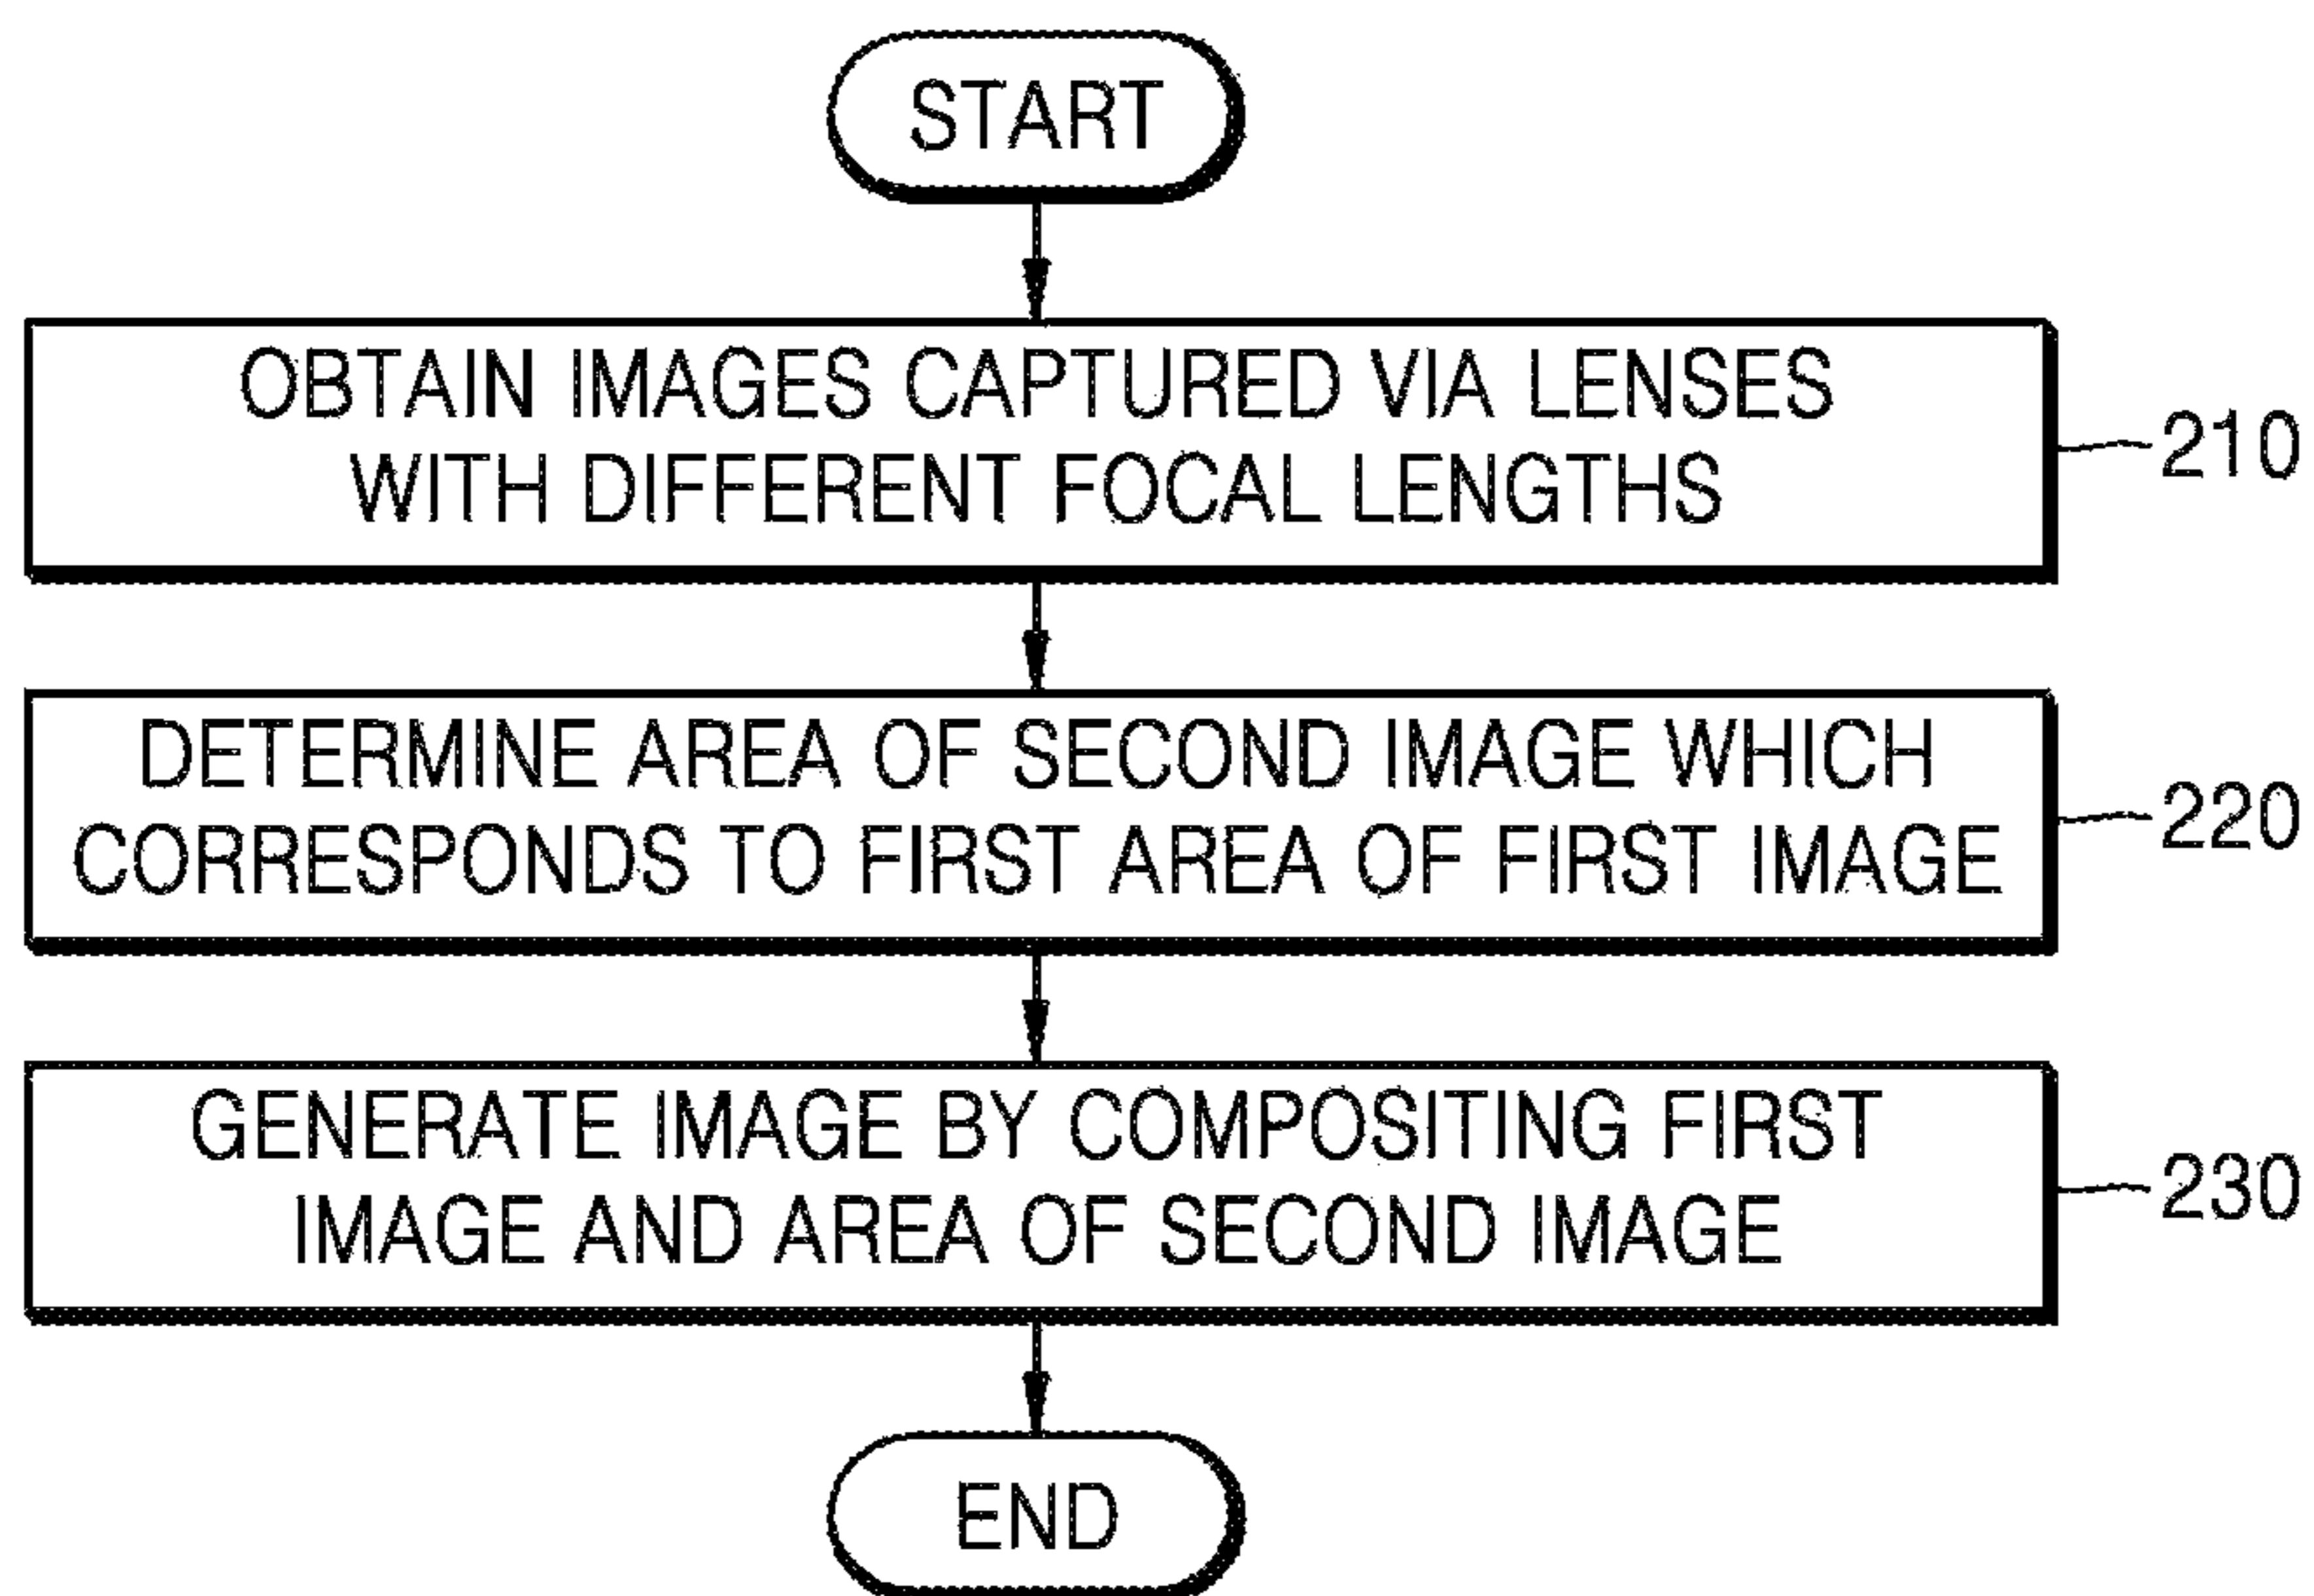 START
OBTAIN IMAGES CAPTURED VIA LENSES
WITH DIFFERENT FOCAL LENGTHS
210
DETERMINE AREA OF SECOND IMAGE WHICH
CORRESPONDS TO FIRST AREA OF FIRST IMAGE
220
GENERATE IMAGE BY COMPOSITING FIRST
IMAGE AND AREA OF SECOND IMAGE
230
END